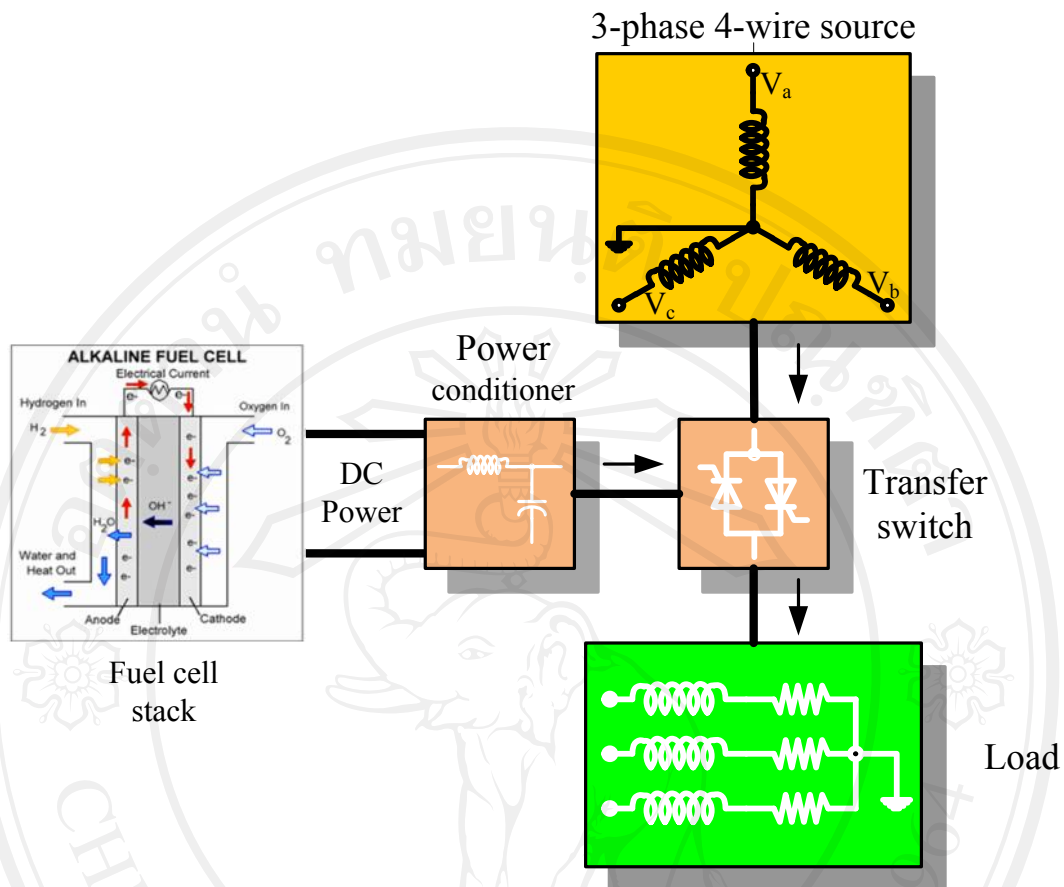 3-phase 4-wire source
Va
Vb
Vc
ALKALINE FUEL CELL
Electrical Current
e- e-
Hydrogen In
Oxygen In
H2
O2
e-
e-
e-
e-
e-
e-
OH-
H2O
e-
Water and
Heat Out
e-
e-
e-
Anode
Cathode
Electrolyte
Fuel cell
stack
DC
Power
Power
conditioner
Transfer
switch
Load